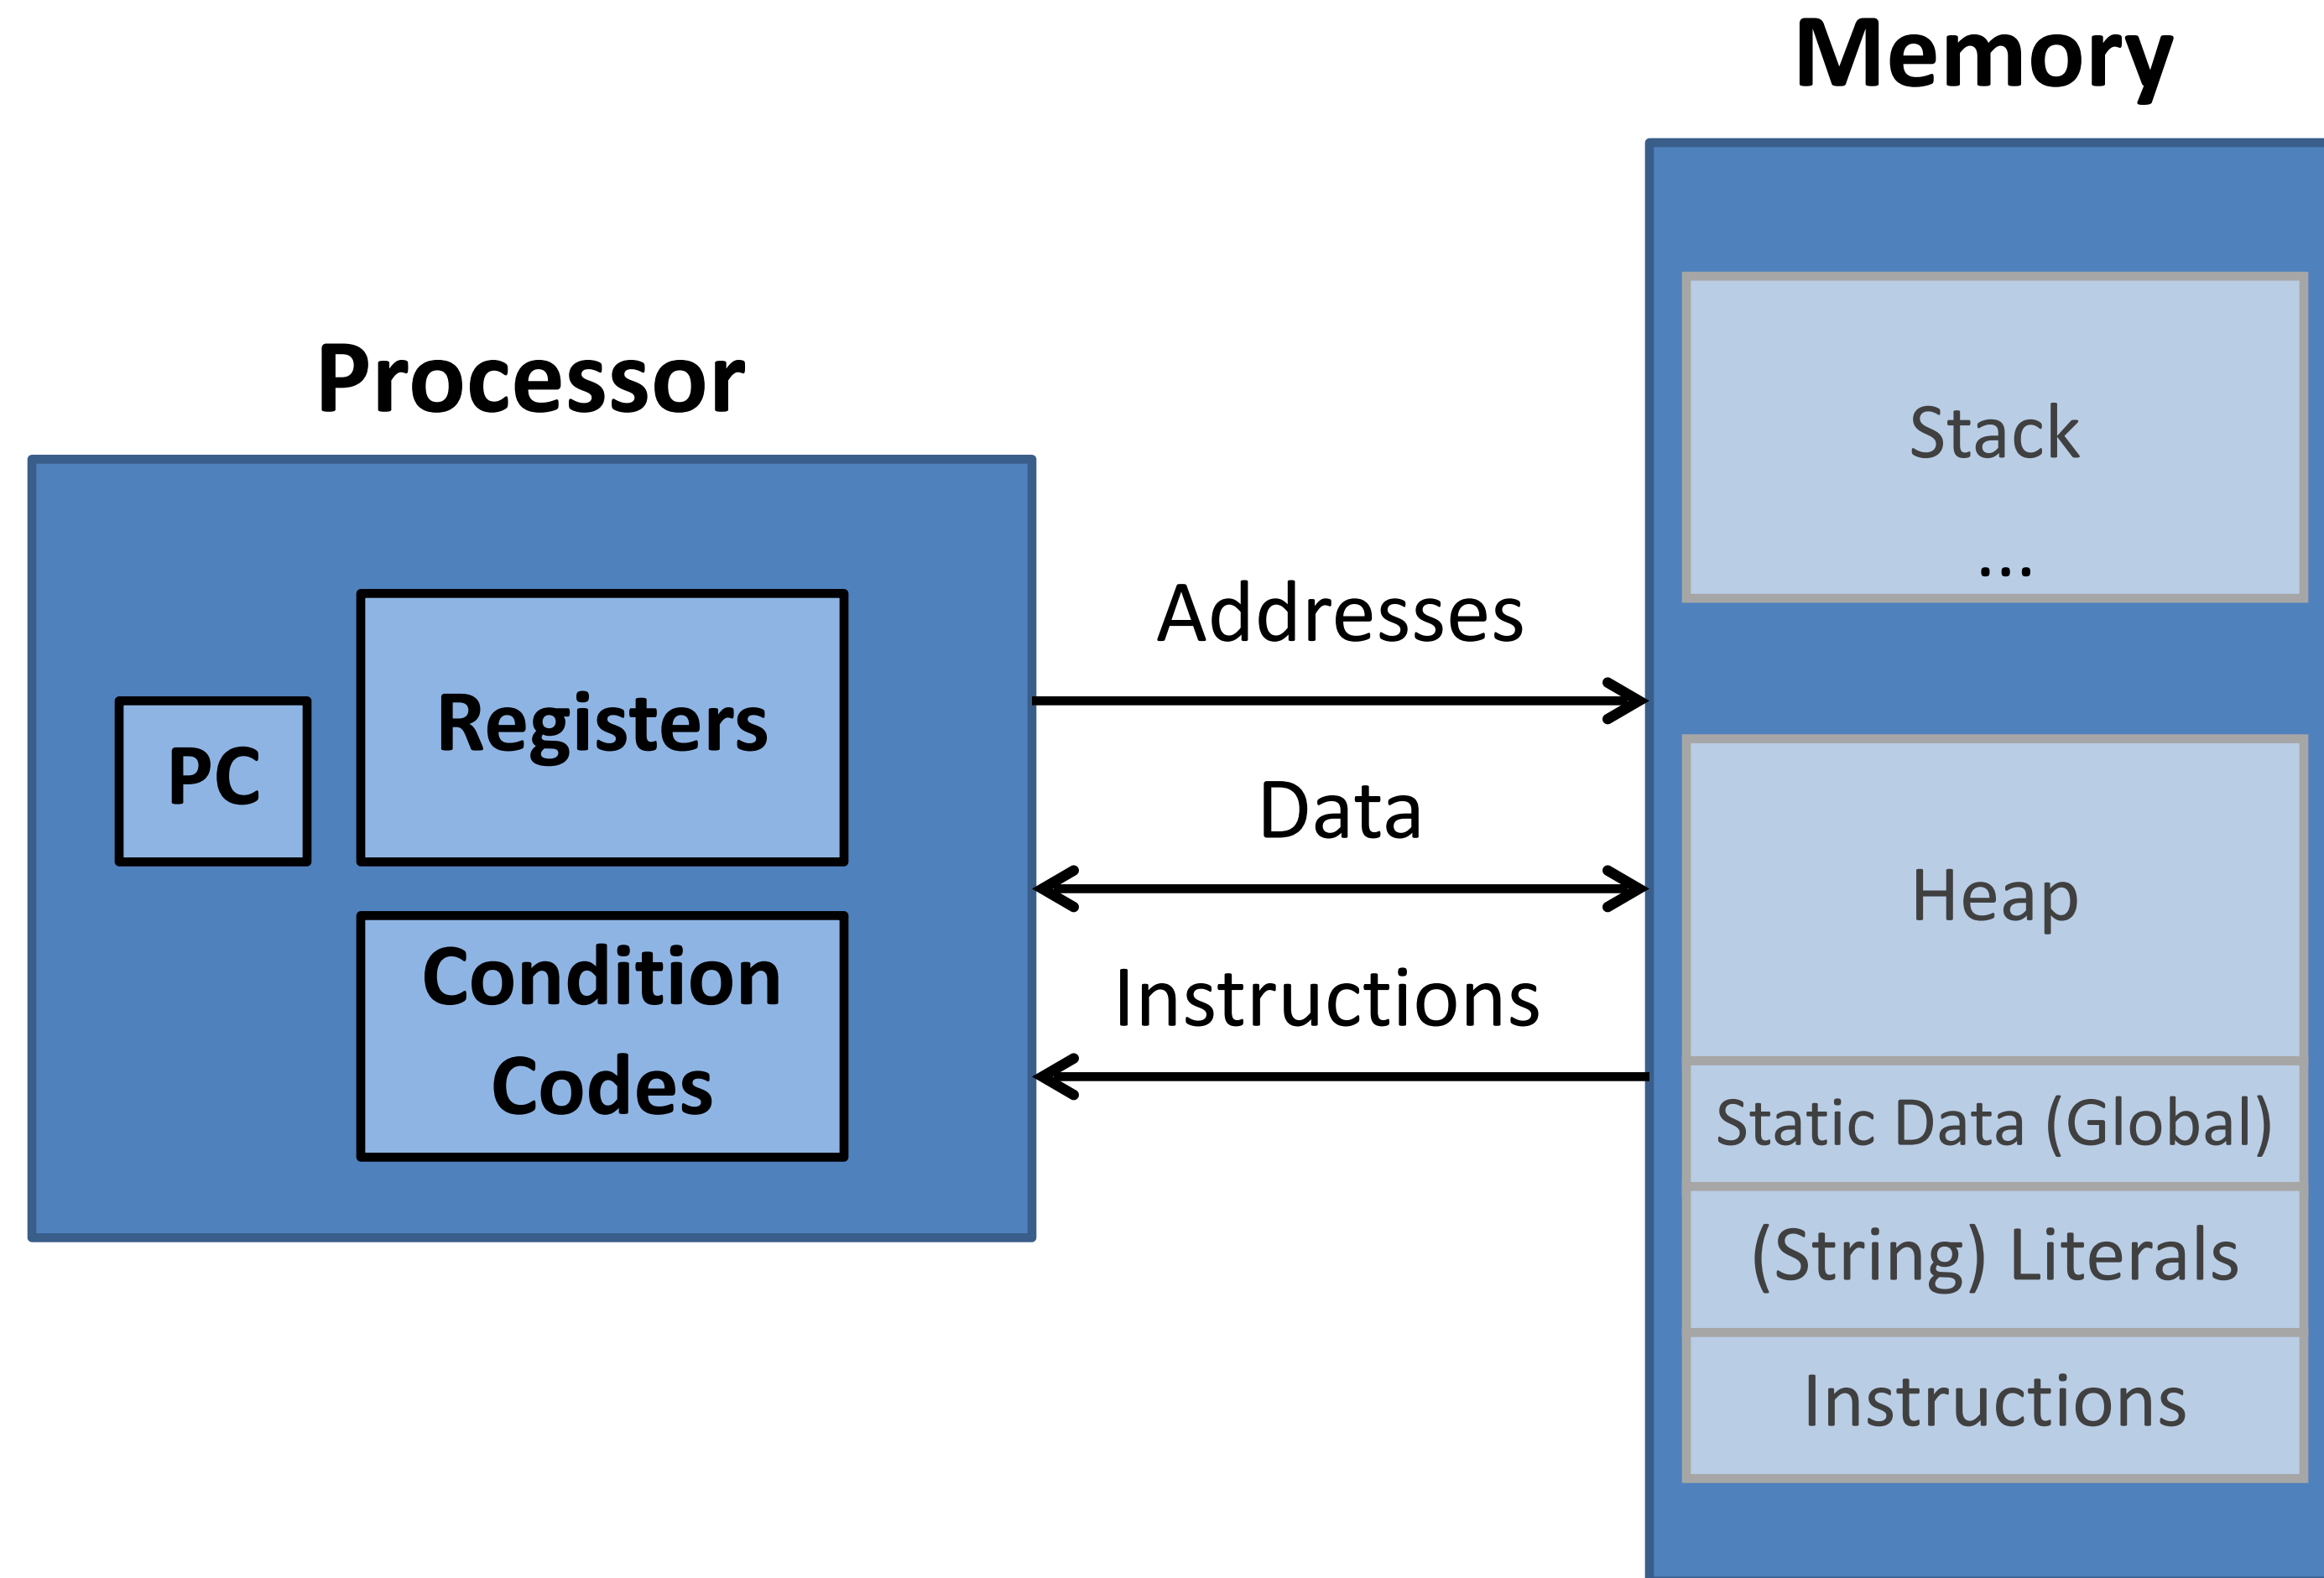 Memory
Processor
Stack
...
Addresses
Registers
PC
Data
Heap
Condition
Codes
Instructions
Static Data (Global)
(String) Literals
Instructions